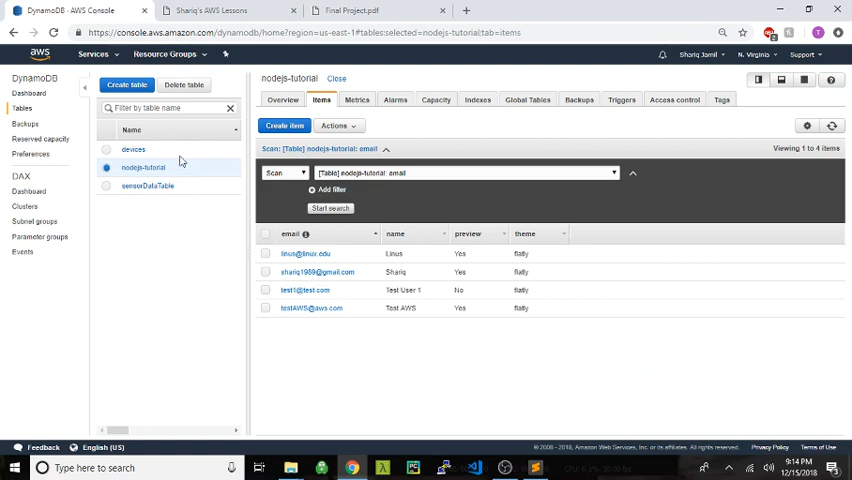 DynamoDB · AWS Console
Shariq's AWS Lessons
Final Project.pdf
https://console.aws.amazon.com/dynamodb/home?region=us-east-1#tables:selected=nodejs-tutorial;tab=items
aws
Services
Resource Groups
Shariq Jamil
N. Virginia
Support
DynamoDB
Dashboard
Tables
Backups
Reserved capacity
Preferences
DAX
Dashboard
Clusters
Subnet groups
Parameter groups
Events
Create table
Delete table
Filter by table name
Name
devices
nodejs-tutorial
sensorDataTable
nodejs-tutorial Close
Overview
Items
Metrics
Alarms
Capacity
Indexes
Global Tables
Backups
Triggers
Access control
Tags
Create item
Actions
Scan: [Table] nodejs-tutorial: email
Viewing 1 to 4 items
Scan
[Table] nodejs-tutorial: email
Add filter
Start search
email name preview theme
linus@linux.edu Linus Yes flatly
shariq1989@gmail.com Shariq Yes flatly
test1@test.com Test User 1 No flatly
testAWS@aws.com Test AWS Yes flatly
Feedback
English (US)
© 2008 - 2018, Amazon Web Services, Inc. or its affiliates. All rights reserved.
Privacy Policy
Terms of Use
Type here to search
9:14 PM
12/15/2018